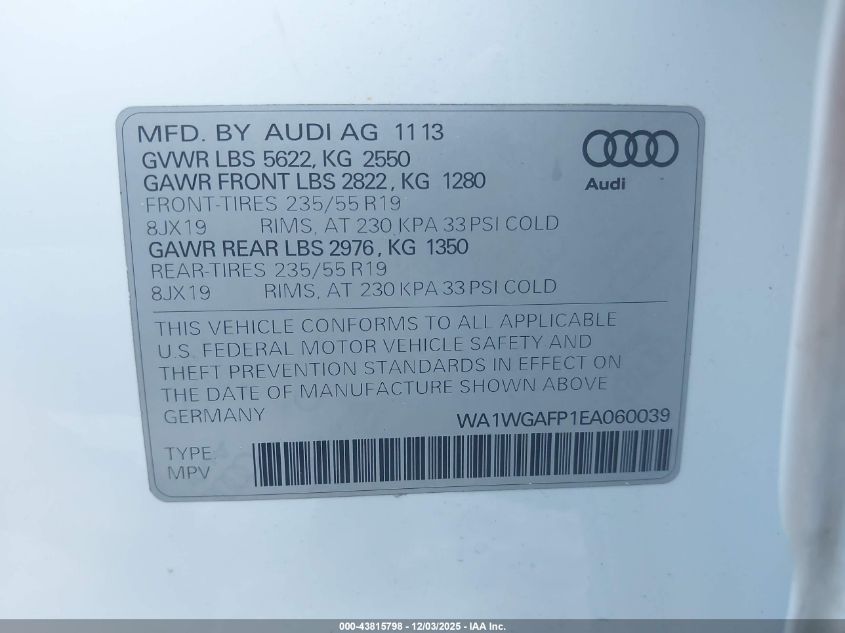 MFD. BY AUDI AG 11 13
GVWR LBS 5622, KG 2550
GAWR FRONT LBS 2822, KG 1280
FRONT-TIRES 235/55 R19
8JX19 RIMS, AT 230 KPA 33 PSI COLD
GAWR REAR LBS 2976, KG 1350
REAR-TIRES 235/55 R19
8JX19 RIMS, AT 230 KPA 33 PSI COLD
Audi
THIS VEHICLE CONFORMS TO ALL APPLICABLE
U.S. FEDERAL MOTOR VEHICLE SAFETY AND
THEFT PREVENTION STANDARDS IN EFFECT ON
THE DATE OF MANUFACTURE SHOWN ABOVE
GERMANY WA1WGAFP1EA060039
TYPE
MPV
000-43815798 - 12/03/2025 - IAA Inc.